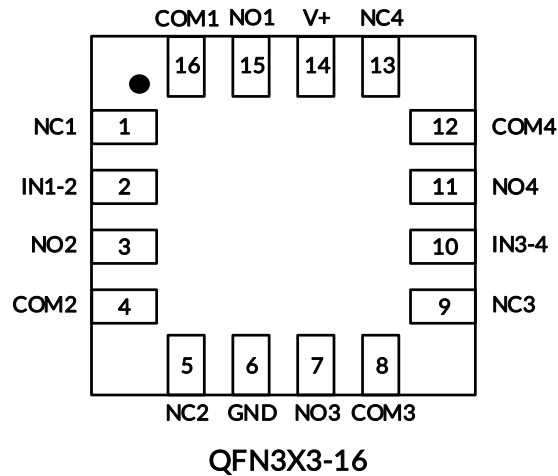 COM1 NO1 V+ NC4
16 15 14 13
NC1 1 12 COM4
IN1-2 2 11 NO4
NO2 3 10 IN3-4
COM2 4 9 NC3
5 6 7 8
NC2 GND NO3 COM3
QFN3X3-16